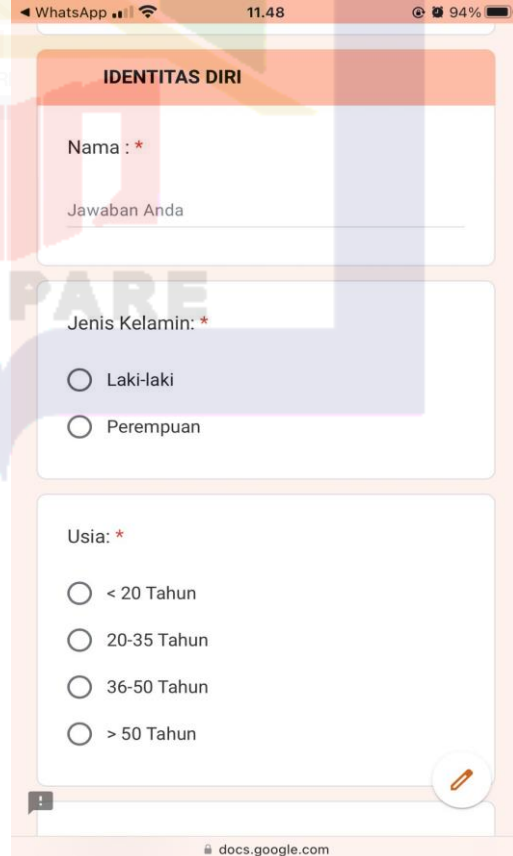 WhatsApp 11.48 94%
IDENTITAS DIRI
Nama : *
Jawaban Anda
PARE
Jenis Kelamin: *
Laki-laki
Perempuan
Usia: *
< 20 Tahun
20-35 Tahun
36-50 Tahun
> 50 Tahun
docs.google.com